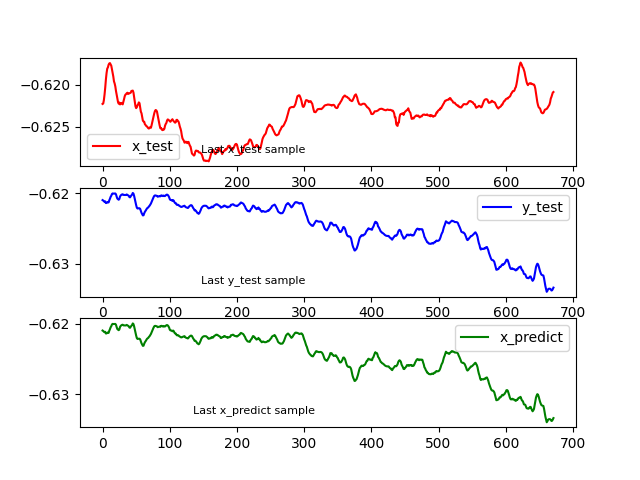 −0.620
−0.625
x_test
Last x_test sample
0 100 200 300 400 500 600 700
−0.62
−0.63
y_test
Last y_test sample
0 100 200 300 400 500 600 700
−0.62
−0.63
x_predict
Last x_predict sample
0 100 200 300 400 500 600 700